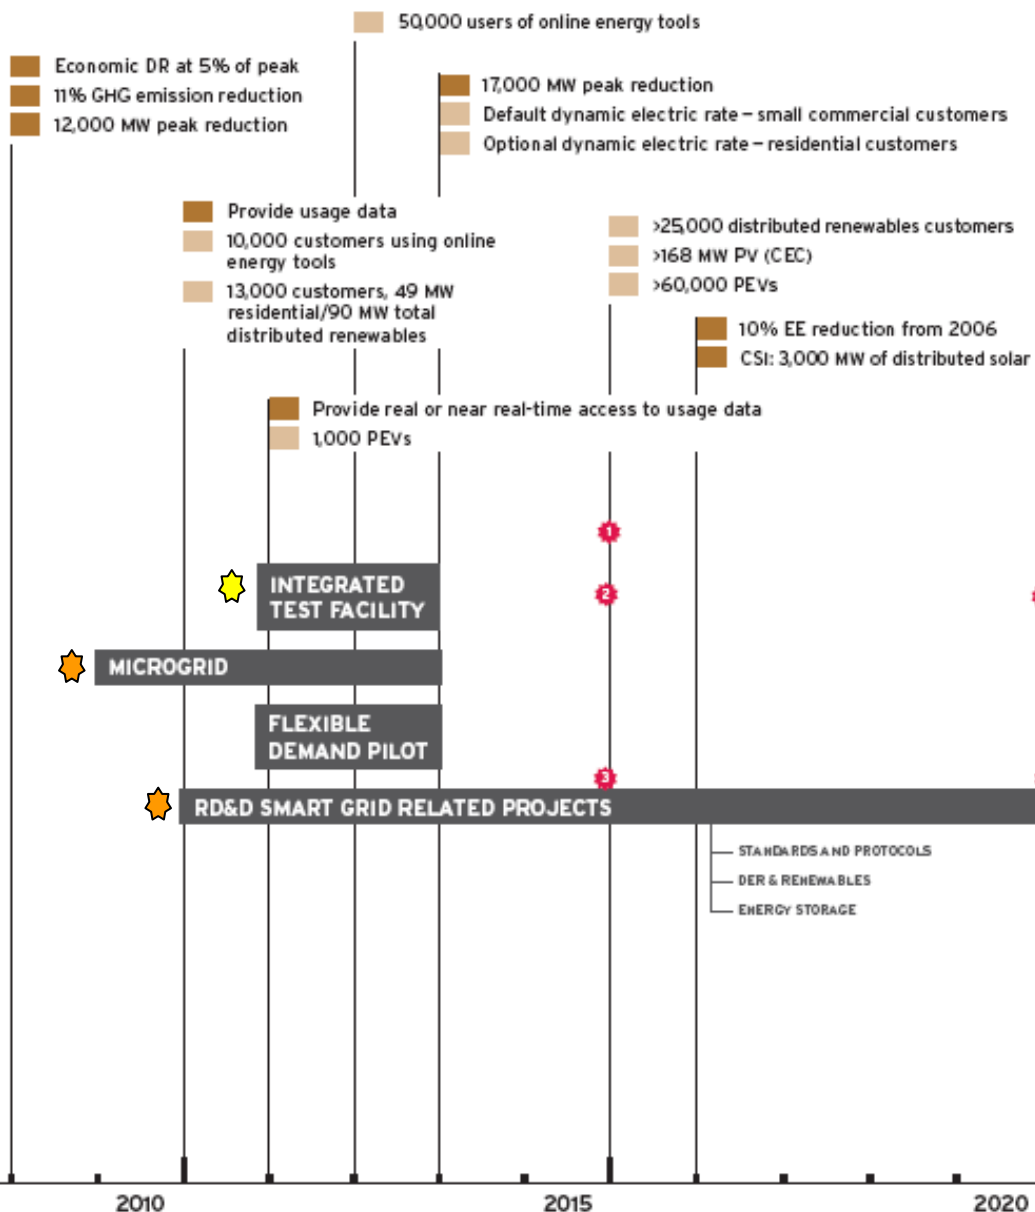 50,000 users of online energy tools
Economic DR at 5% of peak
11% GHG emission reduction
12,000 MW peak reduction
17,000 MW peak reduction
Default dynamic electric rate – small commercial customers
Optional dynamic electric rate – residential customers
Provide usage data
10,000 customers using online
energy tools
13,000 customers, 49 MW
residential/90 MW total
distributed renewables
>25,000 distributed renewables customers
>168 MW PV (CEC)
>60,000 PEVs
10% EE reduction from 2006
CSI: 3,000 MW of distributed solar
Provide real or near real-time access to usage data
1,000 PEVs
1
INTEGRATED
TEST FACILITY
2
MICROGRID
FLEXIBLE
DEMAND PILOT
3
RD&D SMART GRID RELATED PROJECTS
STANDARDS AND PROTOCOLS
DER & RENEWABLES
ENERGY STORAGE
2010
2015
2020